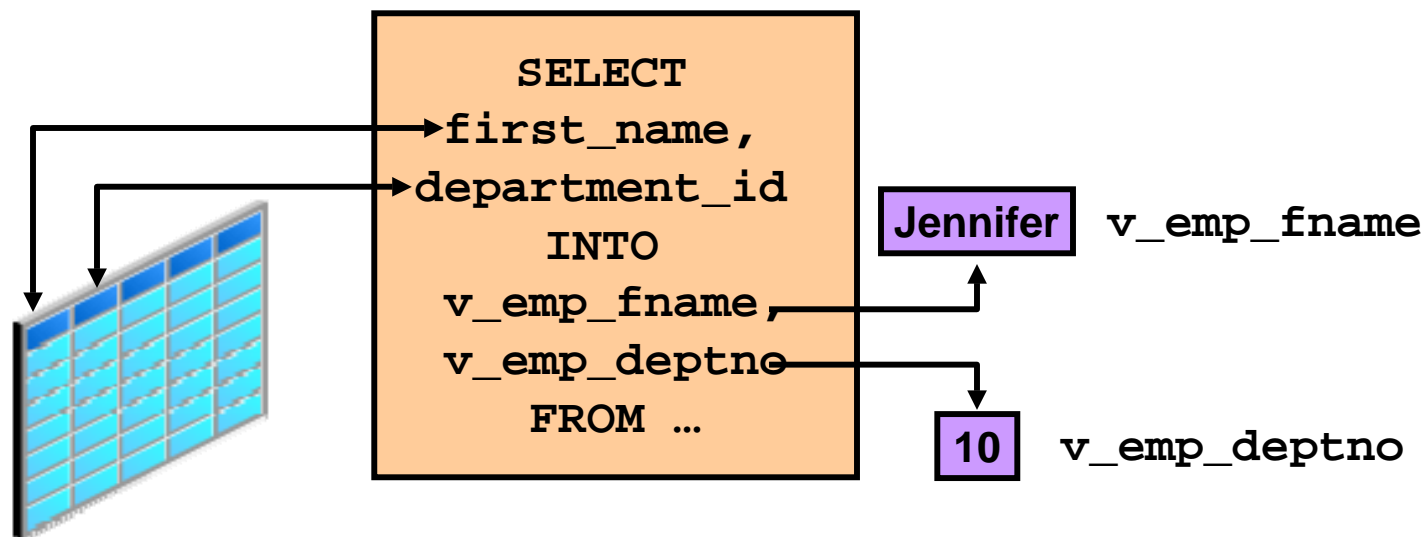 SELECT
first_name,
department_id
INTO
v_emp_fname,
v_emp_deptno
FROM …
Jennifer v_emp_fname
10 v_emp_deptno